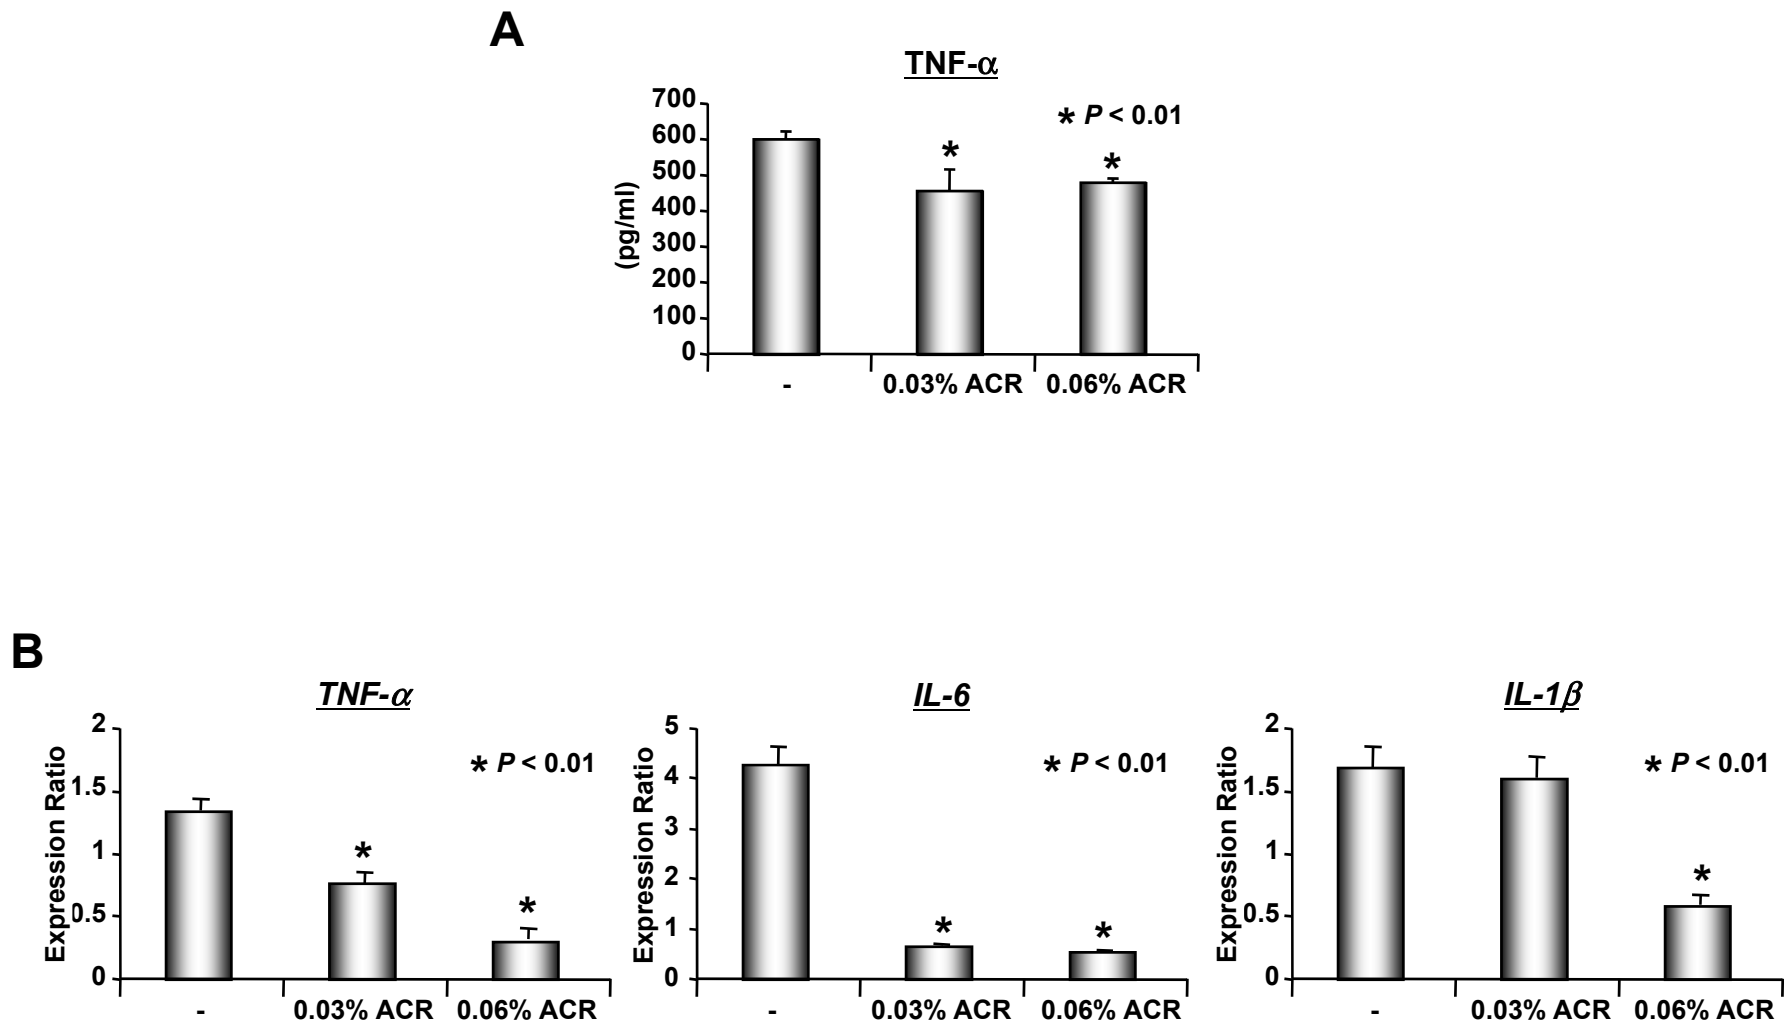 A
TNF-α
700
600
500
400
300
200
100
0
(pg/ml)
* P < 0.01
*
*
-
0.03% ACR
0.06% ACR
B
TNF-α
2
1.5
1
0.5
0
Expression Ratio
* P < 0.01
*
*
-
0.03% ACR
0.06% ACR
IL-6
5
4
3
2
1
0
Expression Ratio
* P < 0.01
*
*
-
0.03% ACR
0.06% ACR
IL-1β
2
1.5
1
0.5
0
Expression Ratio
* P < 0.01
*
-
0.03% ACR
0.06% ACR